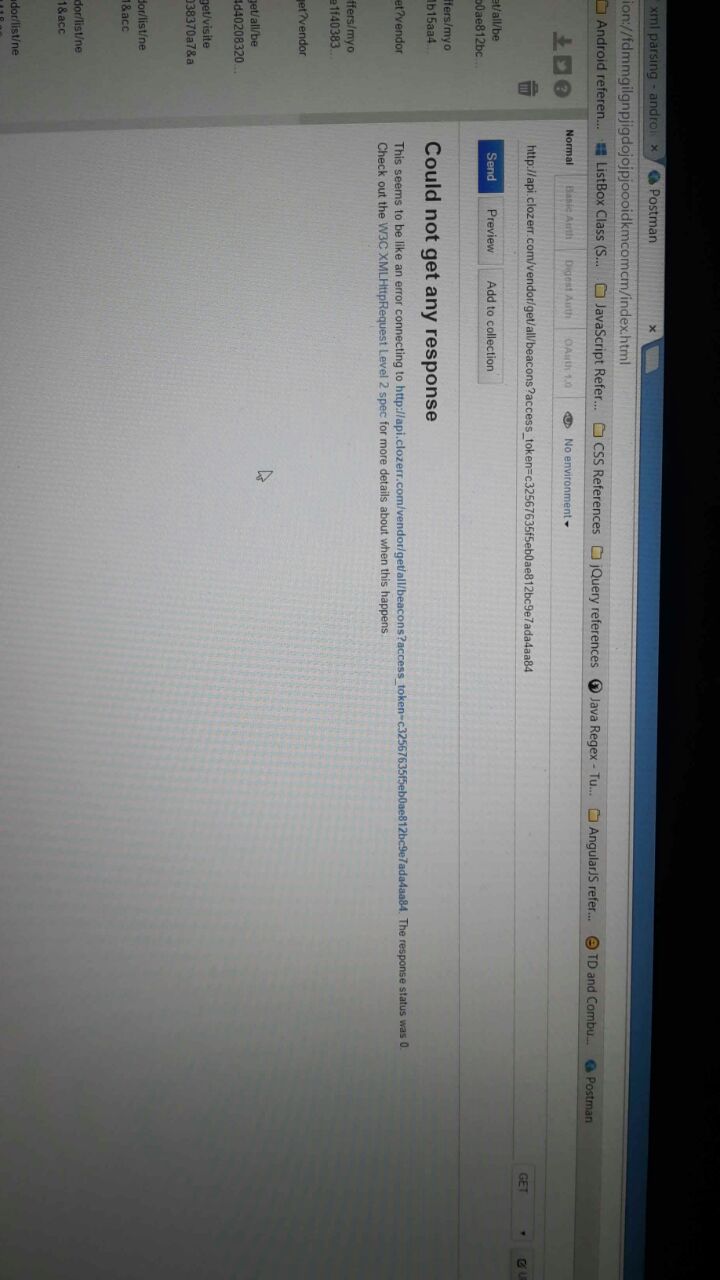 xml parsing - androi × Postman ×
ion://fdmmgilgnpjigdojojpjoooidkmcomcm/index.html
Android referen... ListBox Class (S... JavaScript Refer... CSS References jQuery references Java Regex - Tu... AngularJS refer... TD and Combu... Postman
Normal Basic Auth Digest Auth OAuth 1.0 No environment
http://api.clozerr.com/vendor/get/all/beacons?access_token=c32567635f5eb0ae812bc9e7ada4aa84 GET
Send Preview Add to collection
Could not get any response
This seems to be like an error connecting to http://api.clozerr.com/vendor/get/all/beacons?access_token=c32567635f5eb0ae812bc9e7ada4aa84. The response status was 0.
Check out the W3C XMLHttpRequest Level 2 spec for more details about when this happens.
et/all/be
b0ae812bc...
ffers/myo
1b15aa4...
et?vendor
ffers/myo
e1f40383...
get?vendor
get/all/be
4d40208320...
get/visite
038370a7&a
dor/list/ne
1&acc
dor/list/ne
1&acc
dor/list/ne